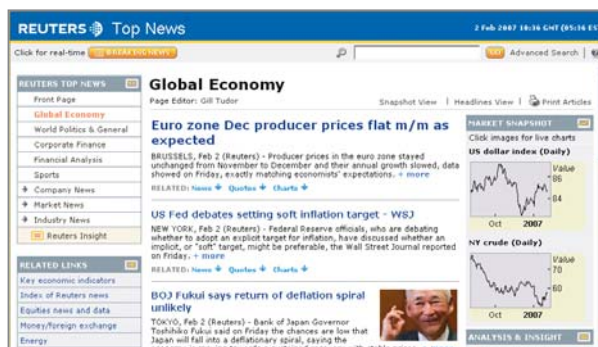 REUTERS Top News
2 Feb 2007 10:36 GMT (05:36 EST
Click for real-time BREAKING NEWS
GO Advanced Search |
REUTERS TOP NEWS
Front Page
Global Economy
World Politics & General
Corporate Finance
Financial Analysis
Sports
Company News
Market News
Industry News
Reuters Insight
RELATED LINKS
Key economic indicators
Index of Reuters news
Equities news and data
Money/foreign exchange
Energy
Global Economy
Page Editor: Gill Tudor
Snapshot View | Headlines View | Print Articles
Euro zone Dec producer prices flat m/m as
expected
BRUSSELS, Feb 2 (Reuters) - Producer prices in the euro zone stayed
unchanged from November to December and their annual growth slowed, data
showed on Friday, exactly matching economists' expectations. + more
RELATED: News Quotes Charts
US Fed debates setting soft inflation target - WSJ
NEW YORK, Feb 2 (Reuters) - Federal Reserve officials, who are debating
whether to adopt an explicit target for inflation, have discussed whether an
implicit, or "soft" target, might be preferable, the Wall Street Journal reported
on Friday. + more
RELATED: News Quotes Charts
BOJ Fukui says return of deflation spiral
unlikely
TOKYO, Feb 2 (Reuters) - Bank of Japan Governor
Toshihiko Fukui said on Friday the chances are low that
Japan will fall into a deflationary spiral, saying the
MARKET SNAPSHOT
Click images for live charts
US dollar index (Daily)
Value
86
84
Oct 2007
NY crude (Daily)
Value
70
60
Oct 2007
ANALYSIS & INSIGHT